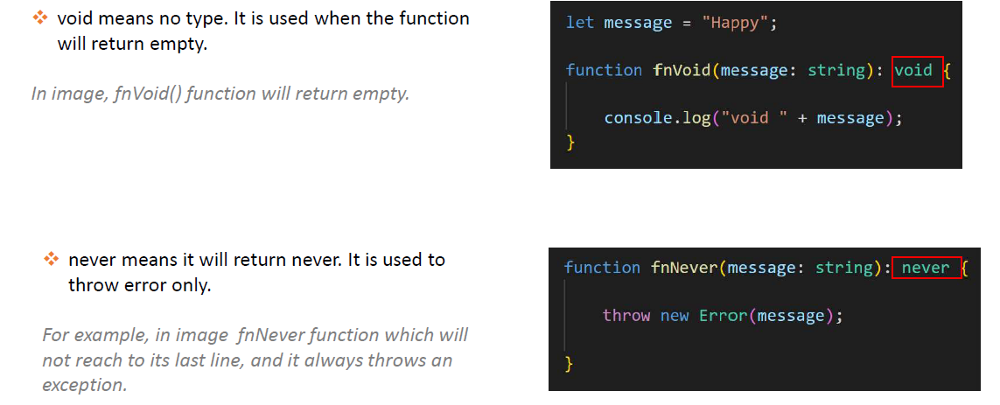 void means no type. It is used when the function
will return empty.
In image, fnVoid() function will return empty.
let message = "Happy";
function fnVoid(message: string): void {
console.log("void " + message);
}
never means it will return never. It is used to
throw error only.
For example, in image fnNever function which will
not reach to its last line, and it always throws an
exception.
function fnNever(message: string): never {
throw new Error(message);
}